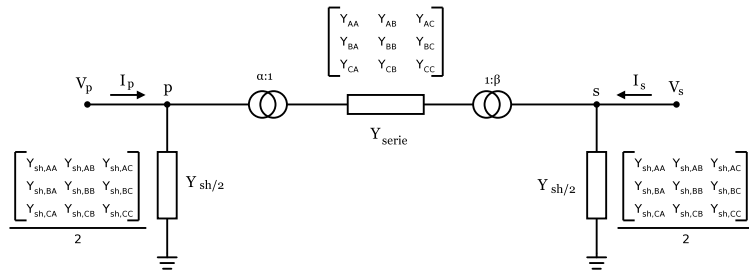 Y_AA Y_AB Y_AC
Y_BA Y_BB Y_BC
Y_CA Y_CB Y_CC
V_p I_p p α:1 1:β s I_s V_s
Y_serie
Y_sh,AA Y_sh,AB Y_sh,AC
Y_sh,BA Y_sh,BB Y_sh,BC
Y_sh,CA Y_sh,CB Y_sh,CC
2
Y_sh/2
Y_sh/2
Y_sh,AA Y_sh,AB Y_sh,AC
Y_sh,BA Y_sh,BB Y_sh,BC
Y_sh,CA Y_sh,CB Y_sh,CC
2